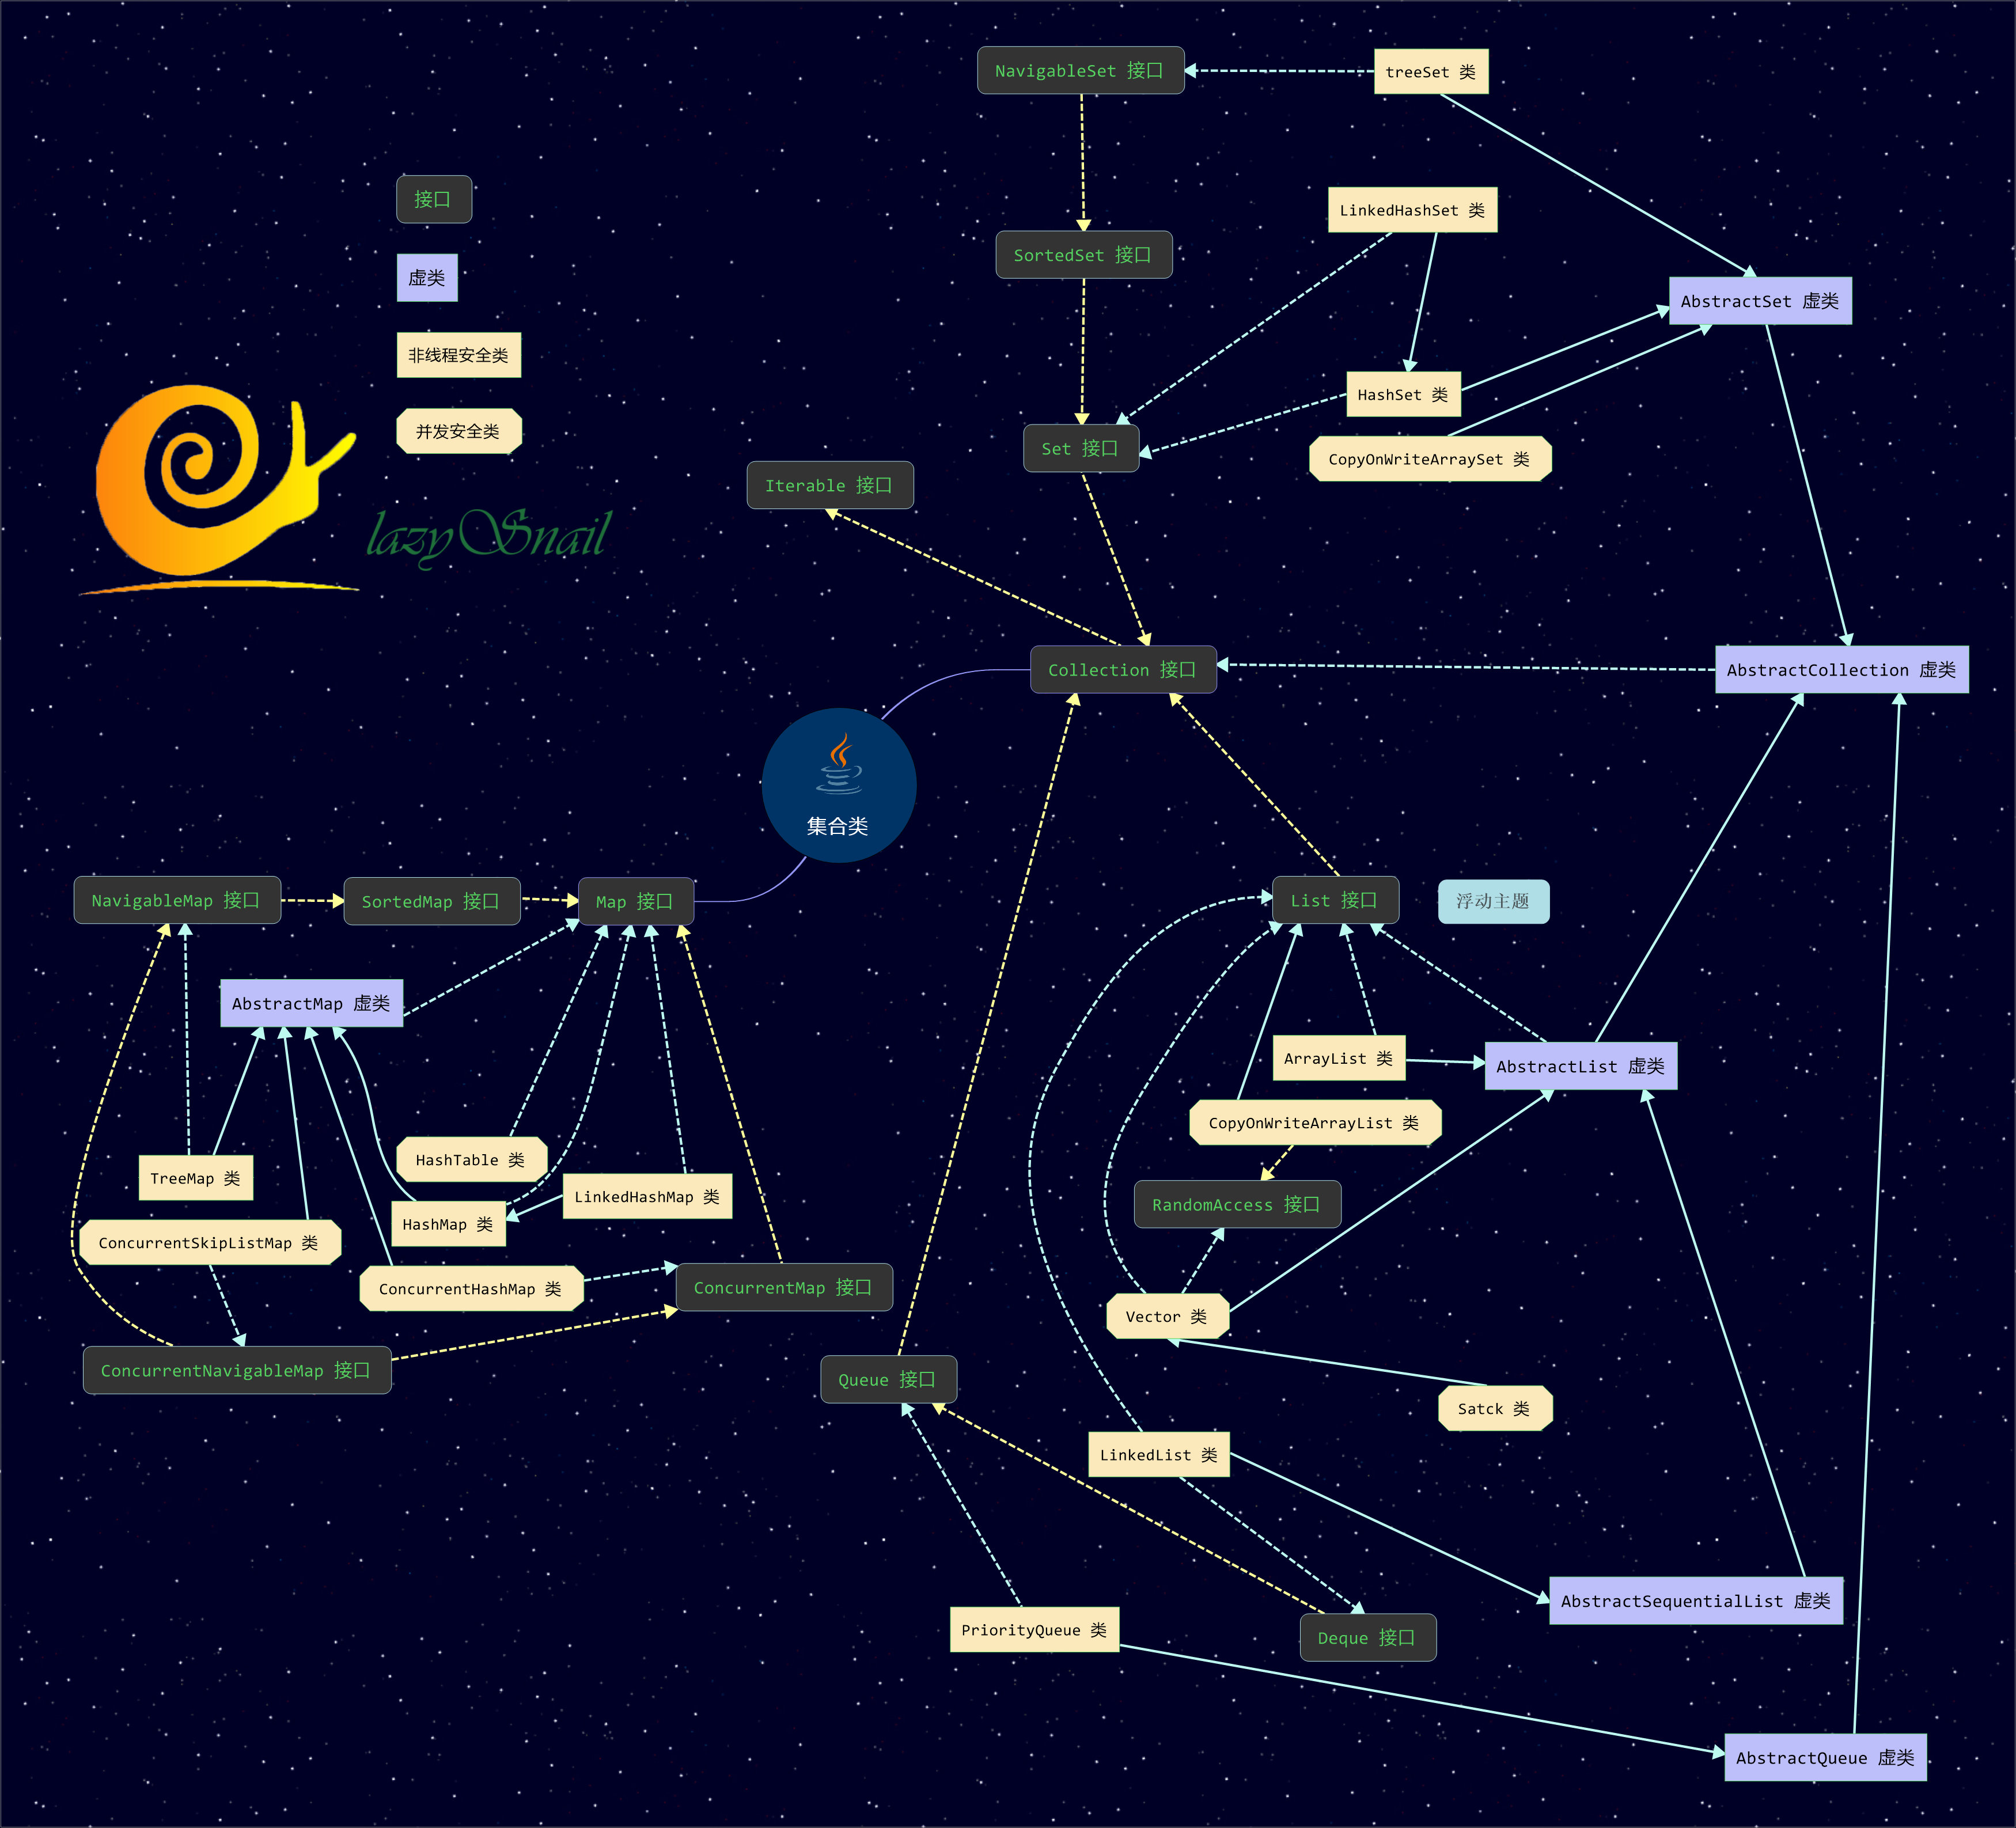 NavigableSet 接口
treeSet 类
接口
LinkedHashSet 类
SortedSet 接口
虚类
AbstractSet 虚类
非线程安全类
HashSet 类
并发安全类
Set 接口
CopyOnWriteArraySet 类
Iterable 接口
lazySnail
Collection 接口
AbstractCollection 虚类
集合类
NavigableMap 接口
SortedMap 接口
Map 接口
List 接口
浮动主题
AbstractMap 虚类
ArrayList 类
AbstractList 虚类
CopyOnWriteArrayList 类
HashTable 类
TreeMap 类
LinkedHashMap 类
RandomAccess 接口
HashMap 类
ConcurrentSkipListMap 类
ConcurrentHashMap 类
ConcurrentMap 接口
Vector 类
ConcurrentNavigableMap 接口
Queue 接口
Satck 类
LinkedList 类
AbstractSequentialList 虚类
PriorityQueue 类
Deque 接口
AbstractQueue 虚类